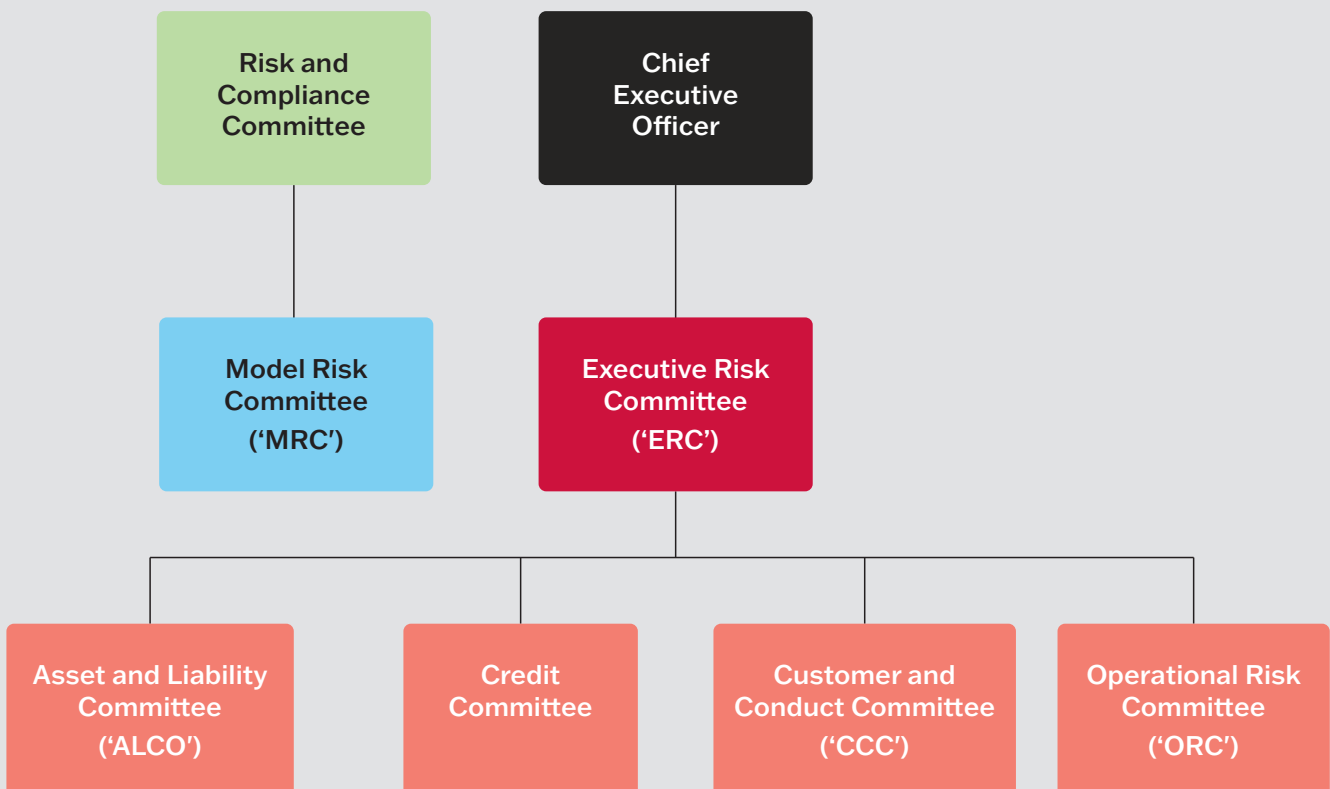 Risk and
Compliance
Committee
Chief
Executive
Officer
Model Risk
Committee
(‘MRC’)
Executive Risk
Committee
(‘ERC’)
Asset and Liability
Committee
(‘ALCO’)
Credit
Committee
Customer and
Conduct Committee
(‘CCC’)
Operational Risk
Committee
(‘ORC’)